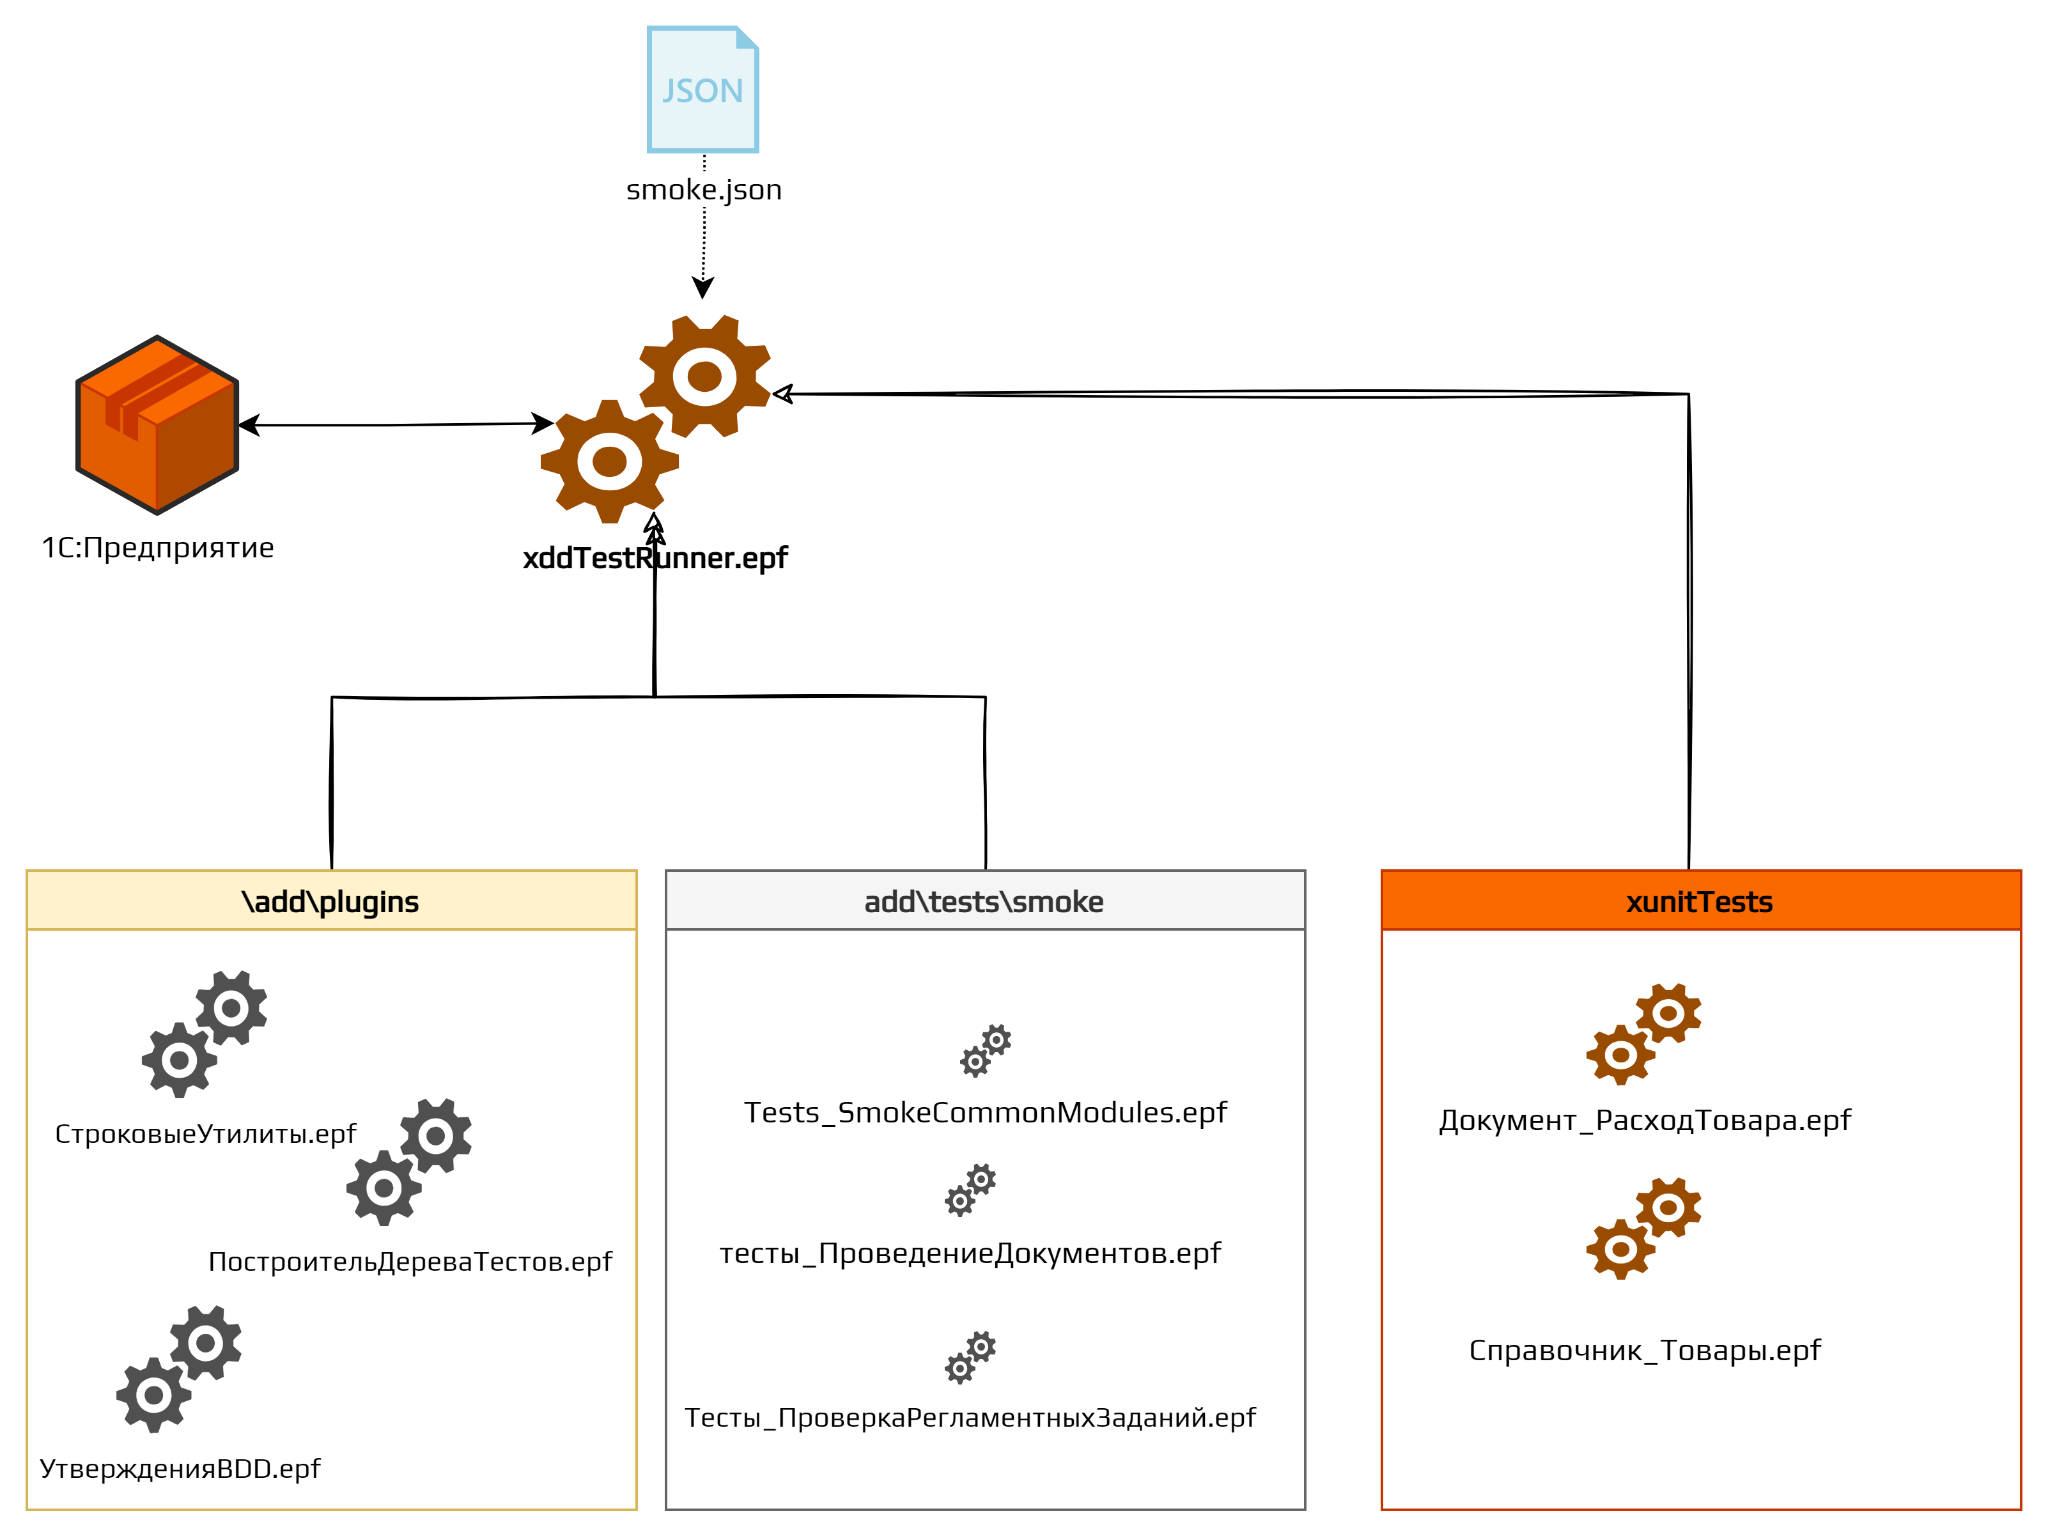 JSON
smoke.json
1С:Предприятие
xddTestRunner.epf
\add\plugins
СтроковыеУтилиты.epf
ПостроительДереваТестов.epf
УтвержденияBDD.epf
add\tests\smoke
Tests_SmokeCommonModules.epf
тесты_ПроведениеДокументов.epf
Тесты_ПроверкаРегламентныхЗаданий.epf
xunitTests
Документ_РасходТовара.epf
Справочник_Товары.epf